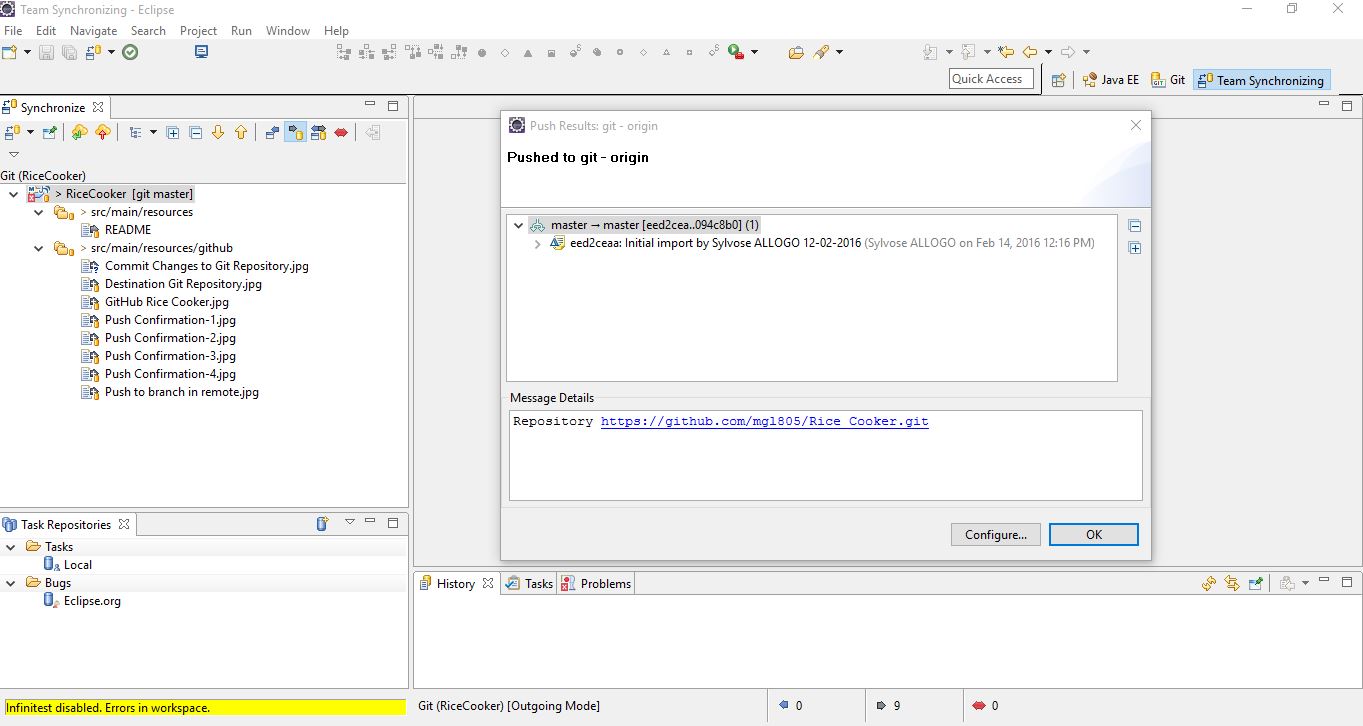 Team Synchronizing - Eclipse
File Edit Navigate Search Project Run Window Help
Quick Access
Java EE
Git
Team Synchronizing
Synchronize
Git (RiceCooker)
> RiceCooker [git master]
> src/main/resources
README
> src/main/resources/github
Commit Changes to Git Repository.jpg
Destination Git Repository.jpg
GitHub Rice Cooker.jpg
Push Confirmation-1.jpg
Push Confirmation-2.jpg
Push Confirmation-3.jpg
Push Confirmation-4.jpg
Push to branch in remote.jpg
Push Results: git - origin
Pushed to git - origin
master → master [eed2cea..094c8b0] (1)
eed2ceaa: Initial import by Sylvose ALLOGO 12-02-2016 (Sylvose ALLOGO on Feb 14, 2016 12:16 PM)
Message Details
Repository https://github.com/mgl805/Rice_Cooker.git
Configure...
OK
Task Repositories
Tasks
Local
Bugs
Eclipse.org
History
Tasks
Problems
Infinitest disabled. Errors in workspace.
Git (RiceCooker) [Outgoing Mode]
0
9
0